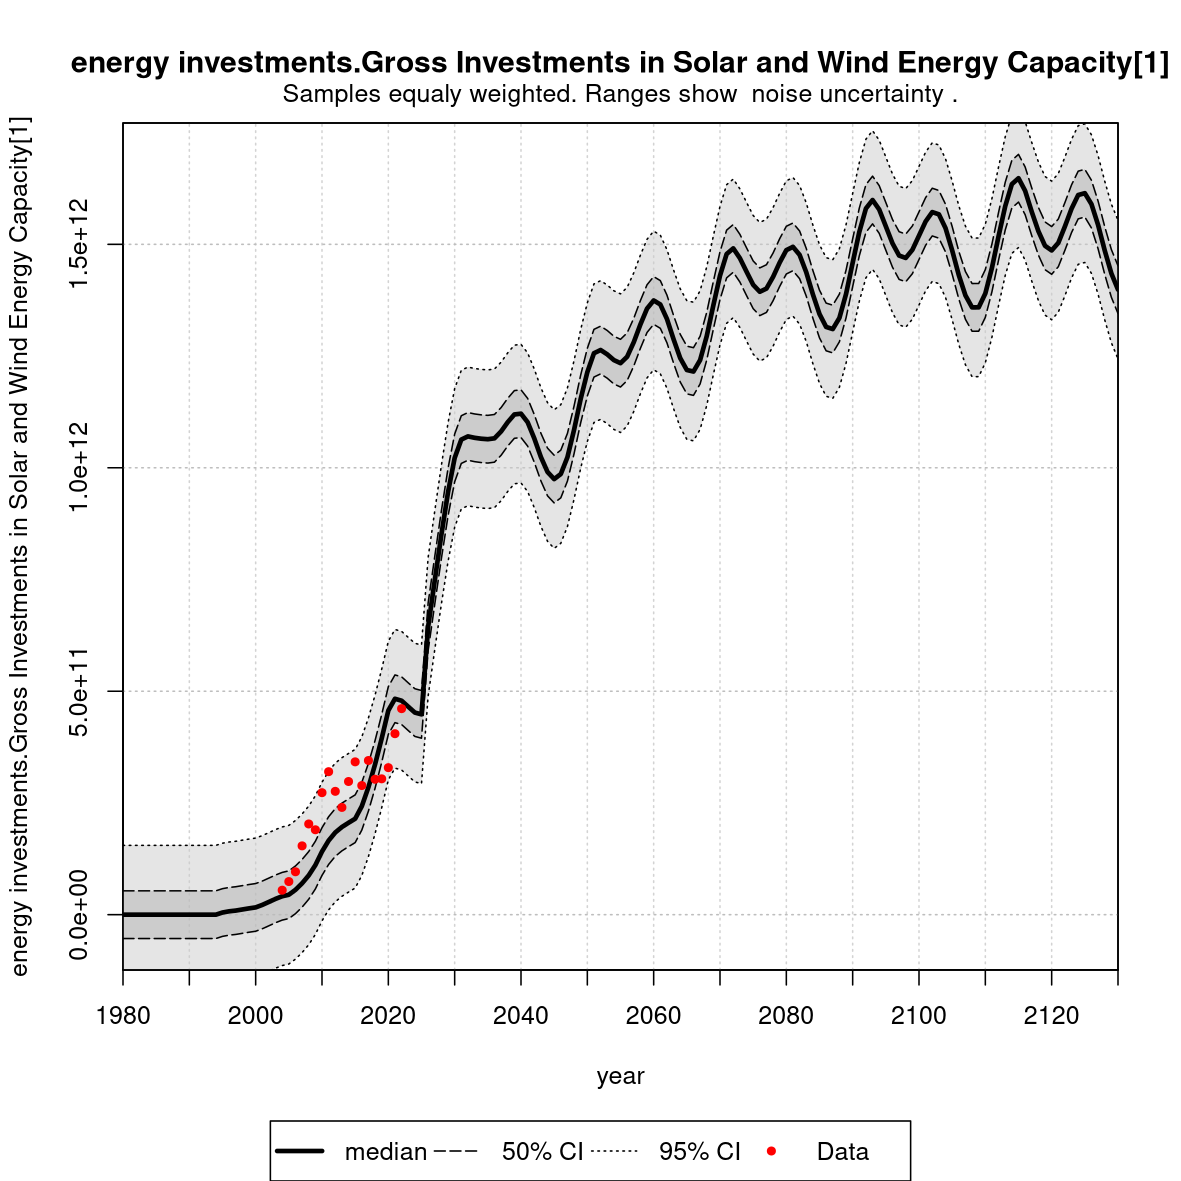 energy investments.Gross Investments in Solar and Wind Energy Capacity[1]
Samples equaly weighted. Ranges show  noise uncertainty .
energy investments.Gross Investments in Solar and Wind Energy Capacity[1]
1.5e+12
1.0e+12
5.0e+11
0.0e+00
1980 2000 2020 2040 2060 2080 2100 2120
year
median 50% CI 95% CI Data